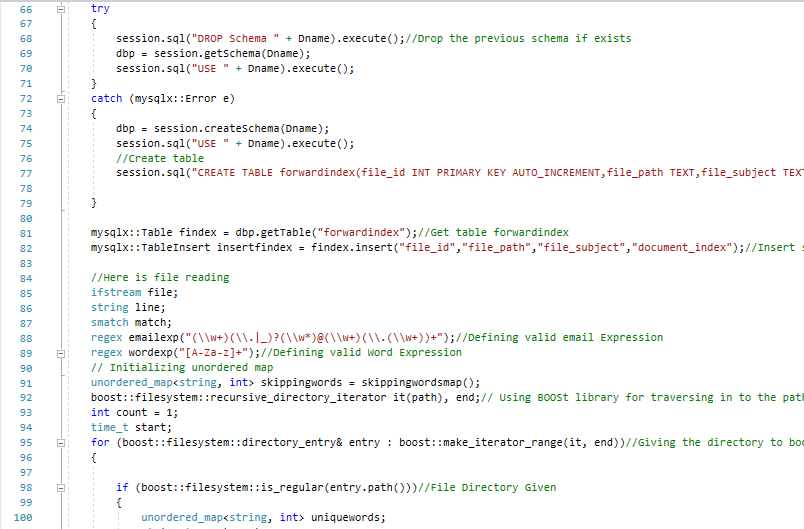 66 try
67 {
68 session.sql("DROP Schema " + Dname).execute();//Drop the previous schema if exists
69 dbp = session.getSchema(Dname);
70 session.sql("USE " + Dname).execute();
71 }
72 catch (mysqlx::Error e)
73 {
74 dbp = session.createSchema(Dname);
75 session.sql("USE " + Dname).execute();
76 //Create table
77 session.sql("CREATE TABLE forwardindex(file_id INT PRIMARY KEY AUTO_INCREMENT,file_path TEXT,file_subject TEXT
78
79 }
80
81 mysqlx::Table findex = dbp.getTable("forwardindex");//Get table forwardindex
82 mysqlx::TableInsert insertfindex = findex.insert("file_id","file_path","file_subject","document_index");//Insert s
83
84 //Here is file reading
85 ifstream file;
86 string line;
87 smatch match;
88 regex emailexp("(\\w+)(\\.|_)?(\\w*)@(\\w+)(\\.(\\w+))+");//Defining valid email Expression
89 regex wordexp("[A-Za-z]+");//Defining valid Word Expression
90 // Initializing unordered map
91 unordered_map<string, int> skippingwords = skippingwordsmap();
92 boost::filesystem::recursive_directory_iterator it(path), end;// Using BOOSt library for traversing in to the path
93 int count = 1;
94 time_t start;
95 for (boost::filesystem::directory_entry& entry : boost::make_iterator_range(it, end))//Giving the directory to boo
96 {
97
98 if (boost::filesystem::is_regular(entry.path()))//File Directory Given
99 {
100 unordered_map<string, int> uniquewords;